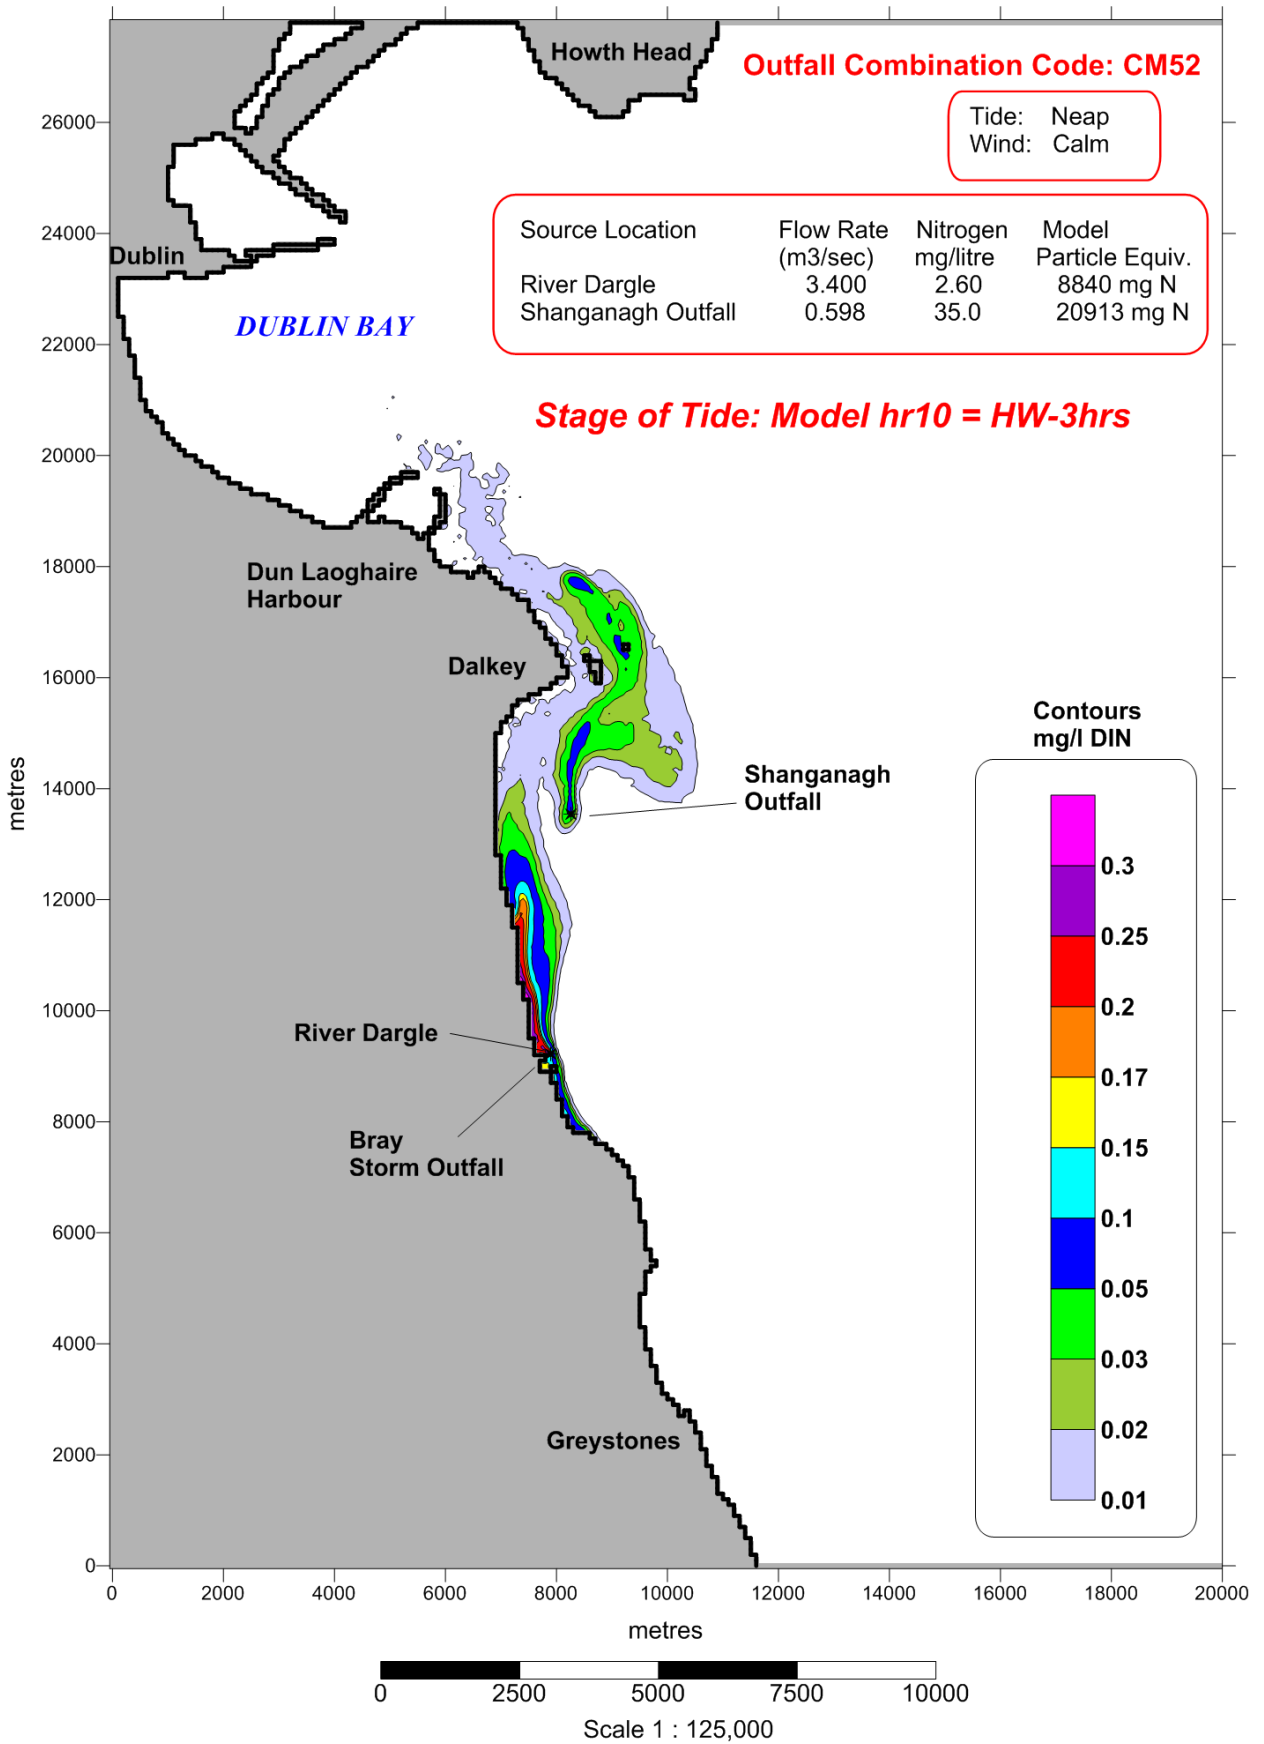 Howth Head
Outfall Combination Code: CM52
Tide: Neap
Wind: Calm
Source Location Flow Rate Nitrogen Model
(m3/sec) mg/litre Particle Equiv.
River Dargle 3.400 2.60 8840 mg N
Shanganagh Outfall 0.598 35.0 20913 mg N
Dublin
DUBLIN BAY
Stage of Tide: Model hr10 = HW-3hrs
Dun Laoghaire
Harbour
Dalkey
Shanganagh
Outfall
River Dargle
Bray
Storm Outfall
Greystones
Contours
mg/l DIN
0.3
0.25
0.2
0.17
0.15
0.1
0.05
0.03
0.02
0.01
metres
26000
24000
22000
20000
18000
16000
14000
12000
10000
8000
6000
4000
2000
0
0 2000 4000 6000 8000 10000 12000 14000 16000 18000 20000
metres
0 2500 5000 7500 10000
Scale 1 : 125,000